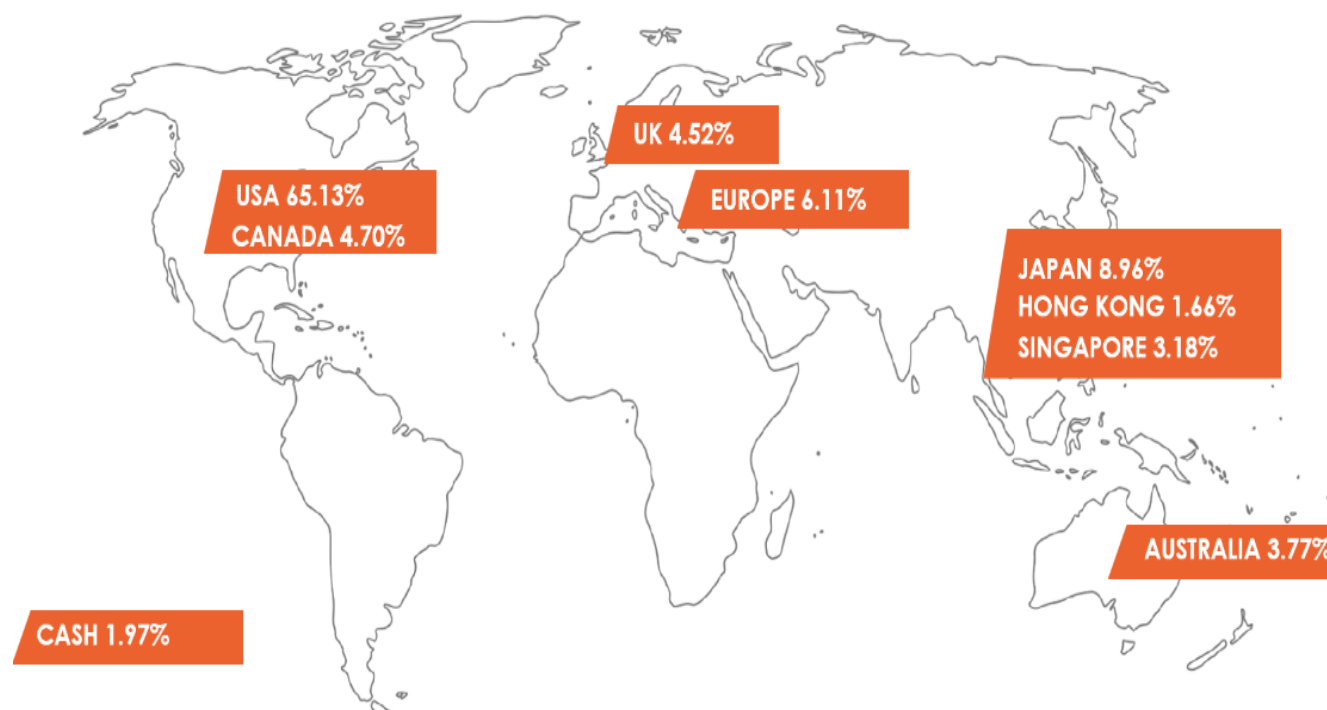 UK 4.52%
USA 65.13%
CANADA 4.70%
EUROPE 6.11%
JAPAN 8.96%
HONG KONG 1.66%
SINGAPORE 3.18%
AUSTRALIA 3.77%
CASH 1.97%